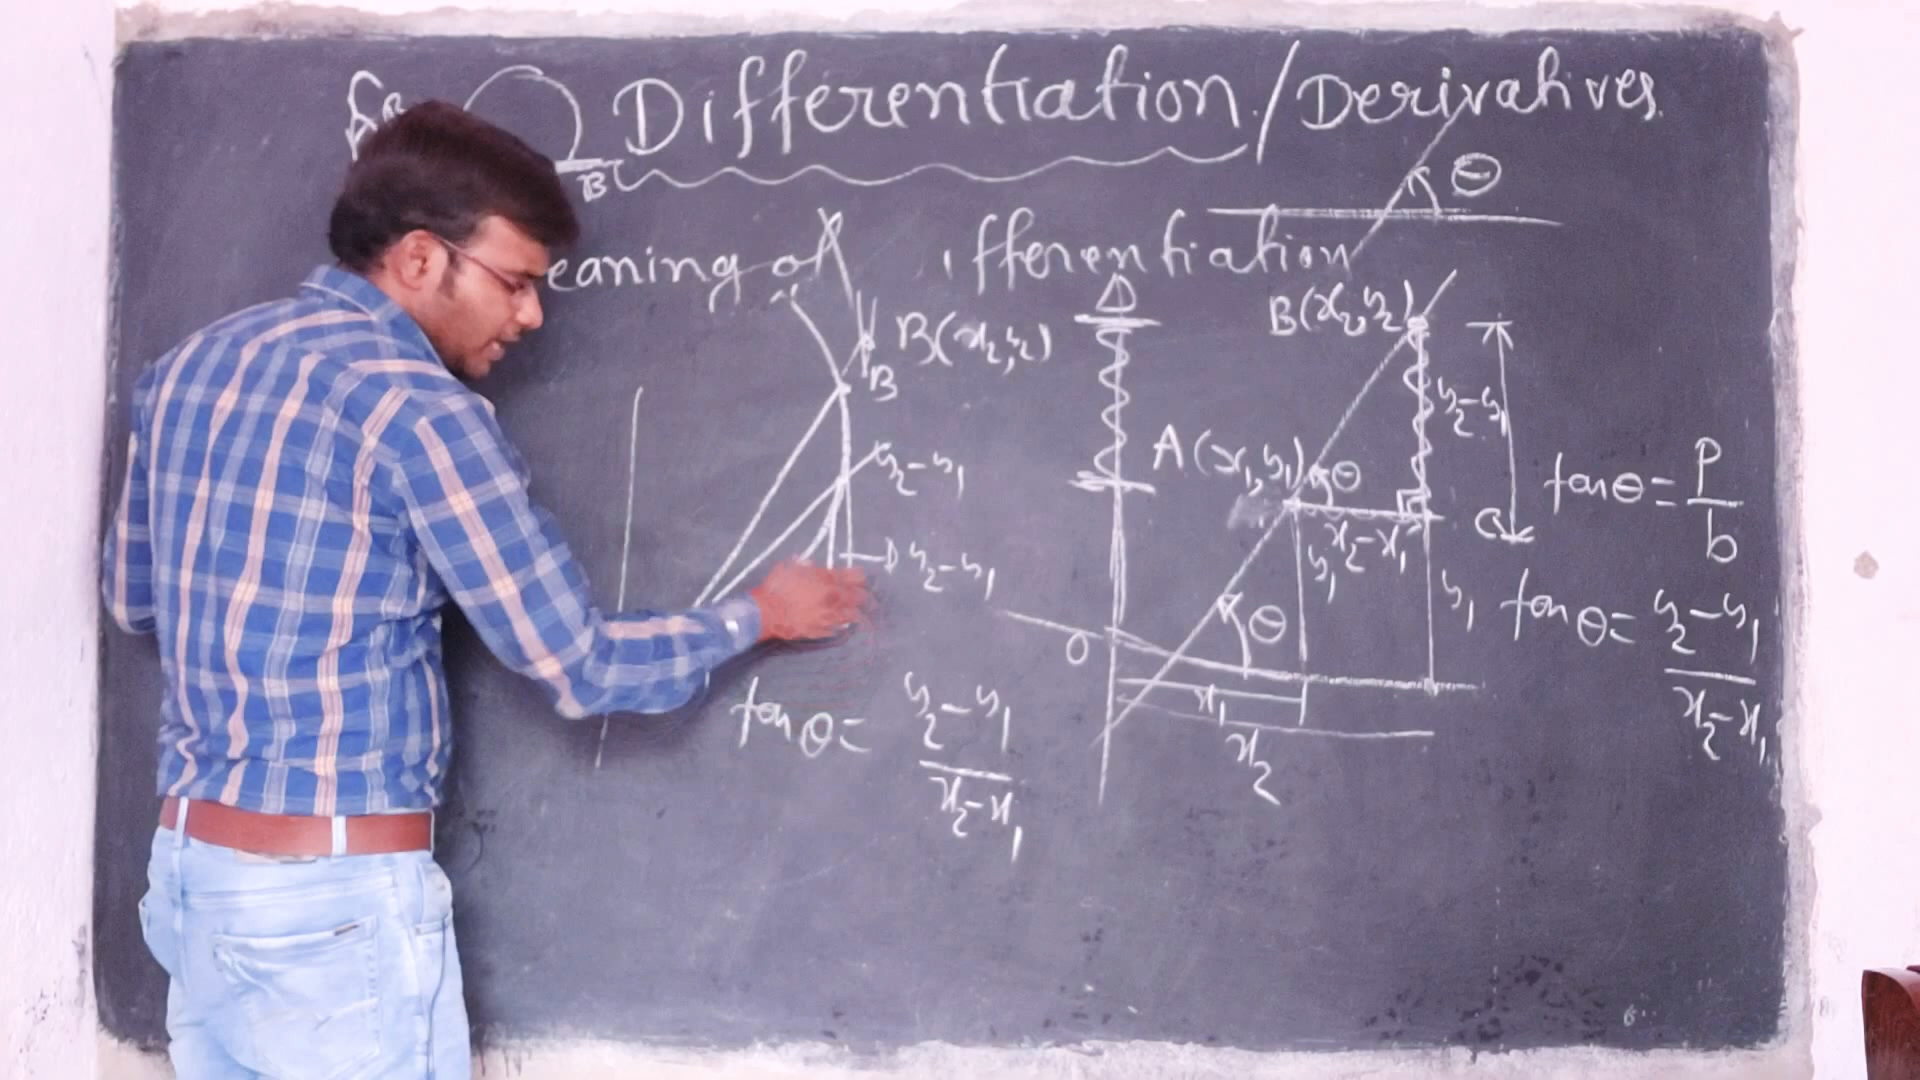 Differentiation/Derivatives
B
θ
eaning of ifferentiation
B(x₂,y₂)
B
y₂-y₁
y₂-y₁
tanθ= y₂-y₁
x₂-x₁
D
B(x₂,y₂)
y₂-y₁
A(x₁,y₁)
θ
x₂-x₁
C
y₁
y₁
θ
O
x₁
x₂
tanθ= p
b
tanθ= y₂-y₁
x₂-x₁